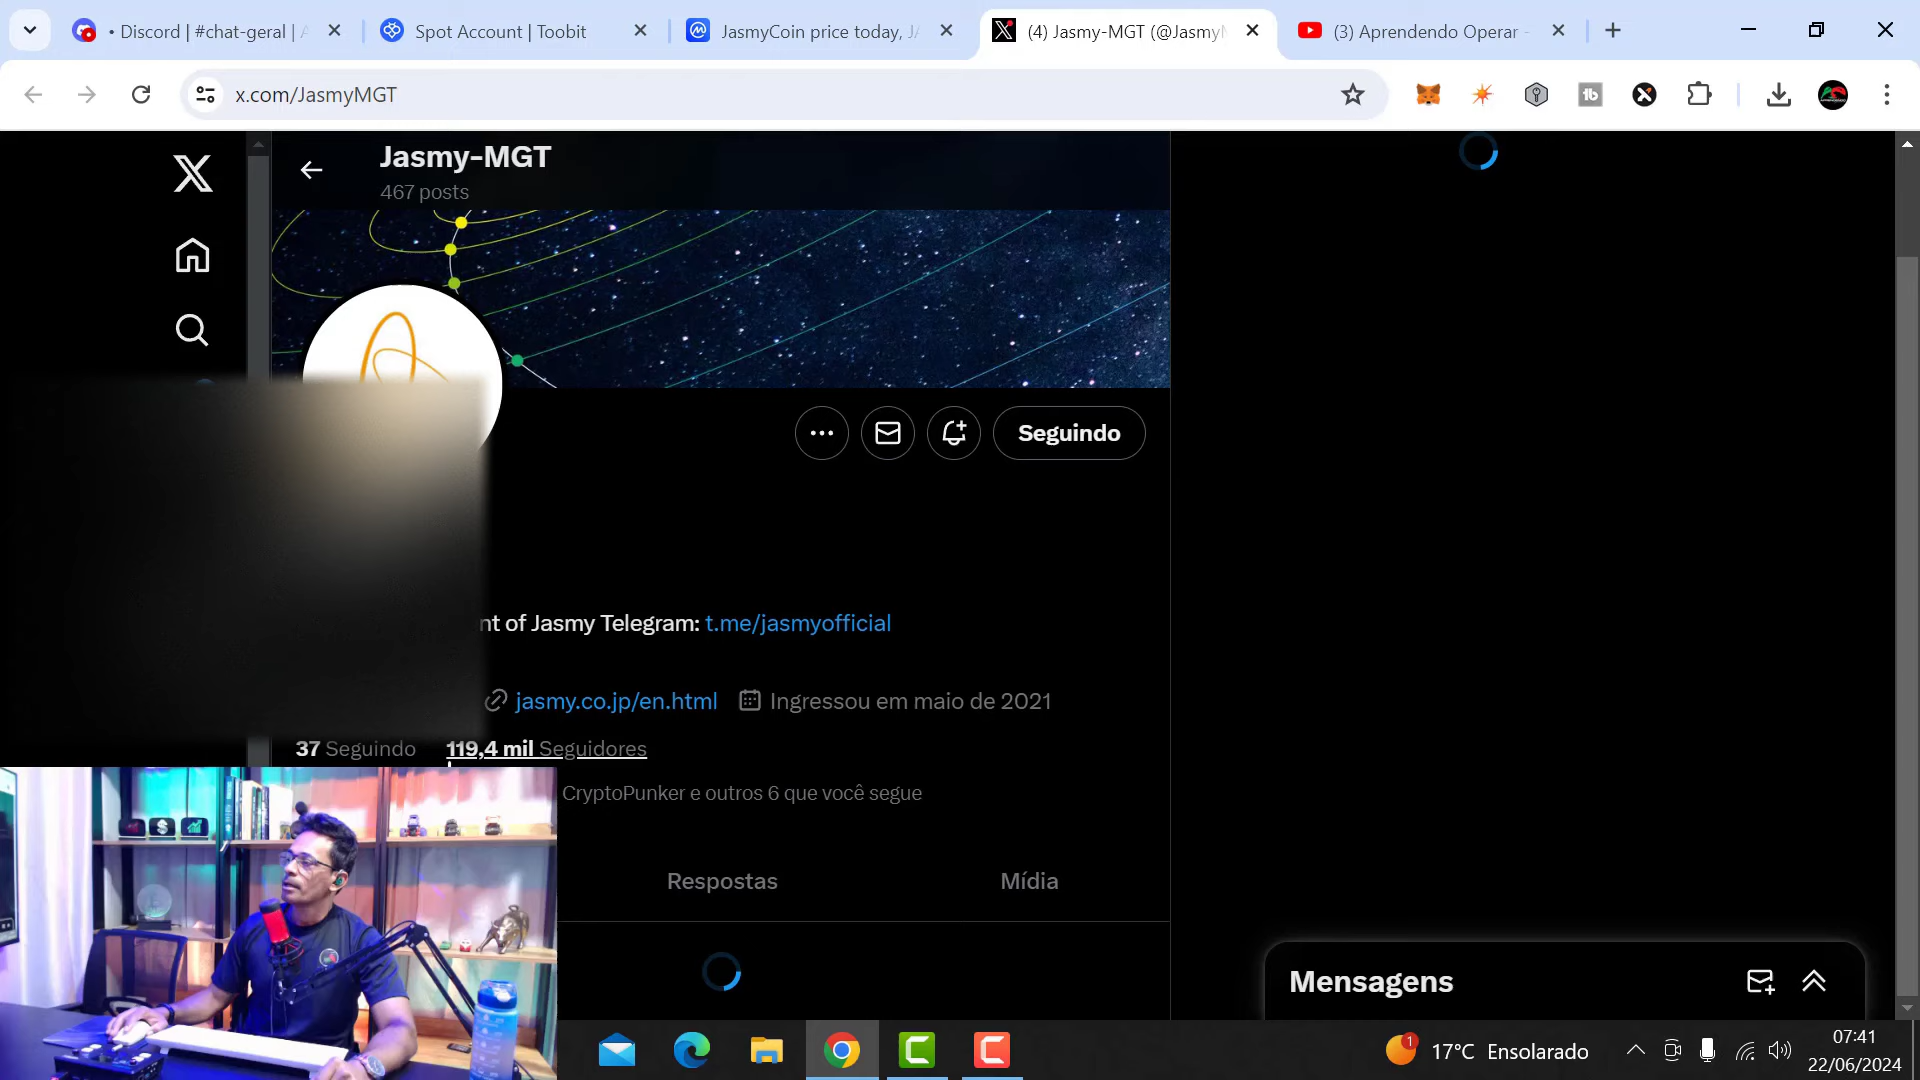 • Discord | #chat-geral |
Spot Account | Toobit
JasmyCoin price today, JA
(4) Jasmy-MGT (@JasmyM
(3) Aprendendo Operar -
x.com/JasmyMGT
Jasmy-MGT
467 posts
Seguindo
nt of Jasmy Telegram: t.me/jasmyofficial
jasmy.co.jp/en.html
Ingressou em maio de 2021
37 Seguindo
119,4 mil Seguidores
CryptoPunker e outros 6 que você segue
Respostas
Mídia
Mensagens
1
17°C Ensolarado
07:41
22/06/2024